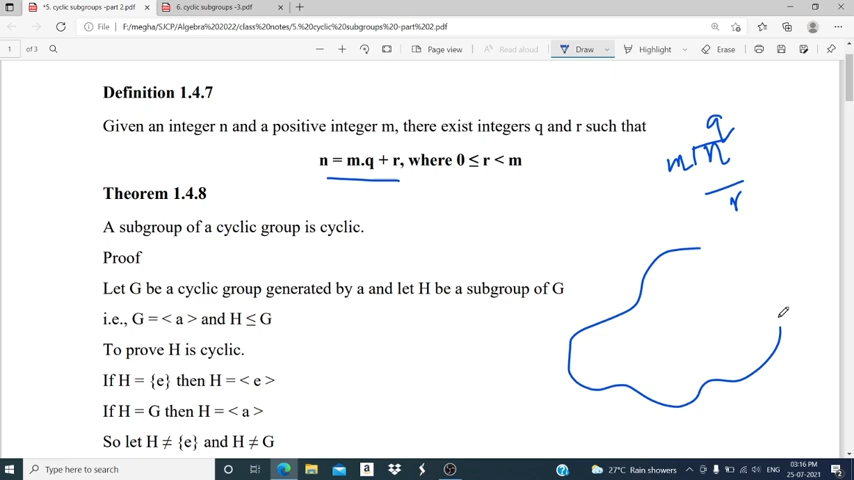 *5. cyclic subgroups -part 2.pdf
6. cyclic subgroups -3.pdf
File
F:/megha/SJCP/Algebra%202022/class%20notes/5.%20cyclic%20subgroups%20-part%202.pdf
1 of 3
Page view
Read aloud
Draw
Highlight
Erase
Definition 1.4.7
Given an integer n and a positive integer m, there exist integers q and r such that
n = m.q + r, where 0 ≤ r < m
q
m n
r
Theorem 1.4.8
A subgroup of a cyclic group is cyclic.
Proof
Let G be a cyclic group generated by a and let H be a subgroup of G
i.e., G = < a > and H ≤ G
To prove H is cyclic.
If H = {e} then H = < e >
If H = G then H = < a >
So let H ≠ {e} and H ≠ G
Type here to search
27°C Rain showers
ENG
03:16 PM
25-07-2021
2